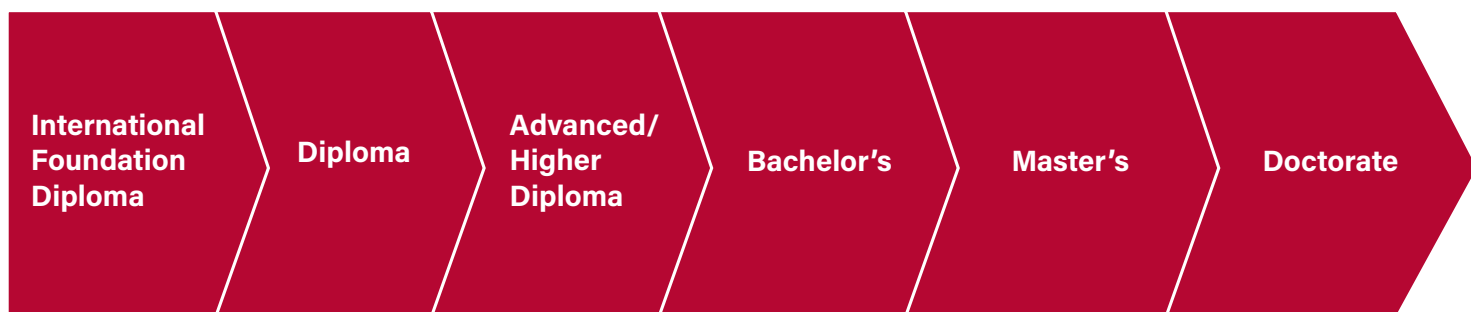 International
Foundation
Diploma
Diploma
Advanced/
Higher
Diploma
Bachelor’s
Master’s
Doctorate